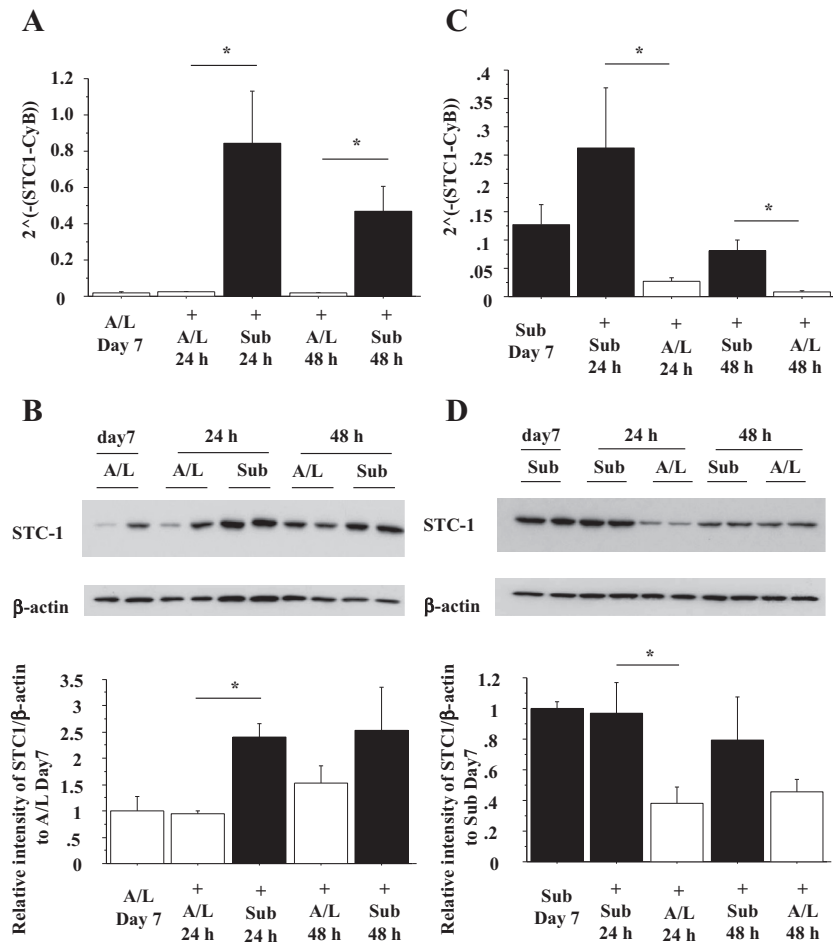 A
*
*
2^(-(STC1-CyB))
1.2
1.0
0.8
0.6
0.4
0.2
0
A/L Day 7
+ A/L 24 h
+ Sub 24 h
+ A/L 48 h
+ Sub 48 h
C
*
*
2^(-(STC1-CyB))
.4
.35
.3
.25
.2
.15
.1
.05
0
Sub Day 7
+ Sub 24 h
+ A/L 24 h
+ Sub 48 h
+ A/L 48 h
B
day7 24 h 48 h
A/L A/L Sub A/L Sub
STC-1
β-actin
*
Relative intensity of STC1/β-actin
to A/L Day7
3.5
3
2.5
2
1.5
1
.5
0
A/L Day 7
+ A/L 24 h
+ Sub 24 h
+ A/L 48 h
+ Sub 48 h
D
day7 24 h 48 h
Sub Sub A/L Sub A/L
STC-1
β-actin
*
Relative intensity of STC1/β-actin
to Sub Day7
1.2
1
.8
.6
.4
.2
0
Sub Day 7
+ Sub 24 h
+ A/L 24 h
+ Sub 48 h
+ A/L 48 h